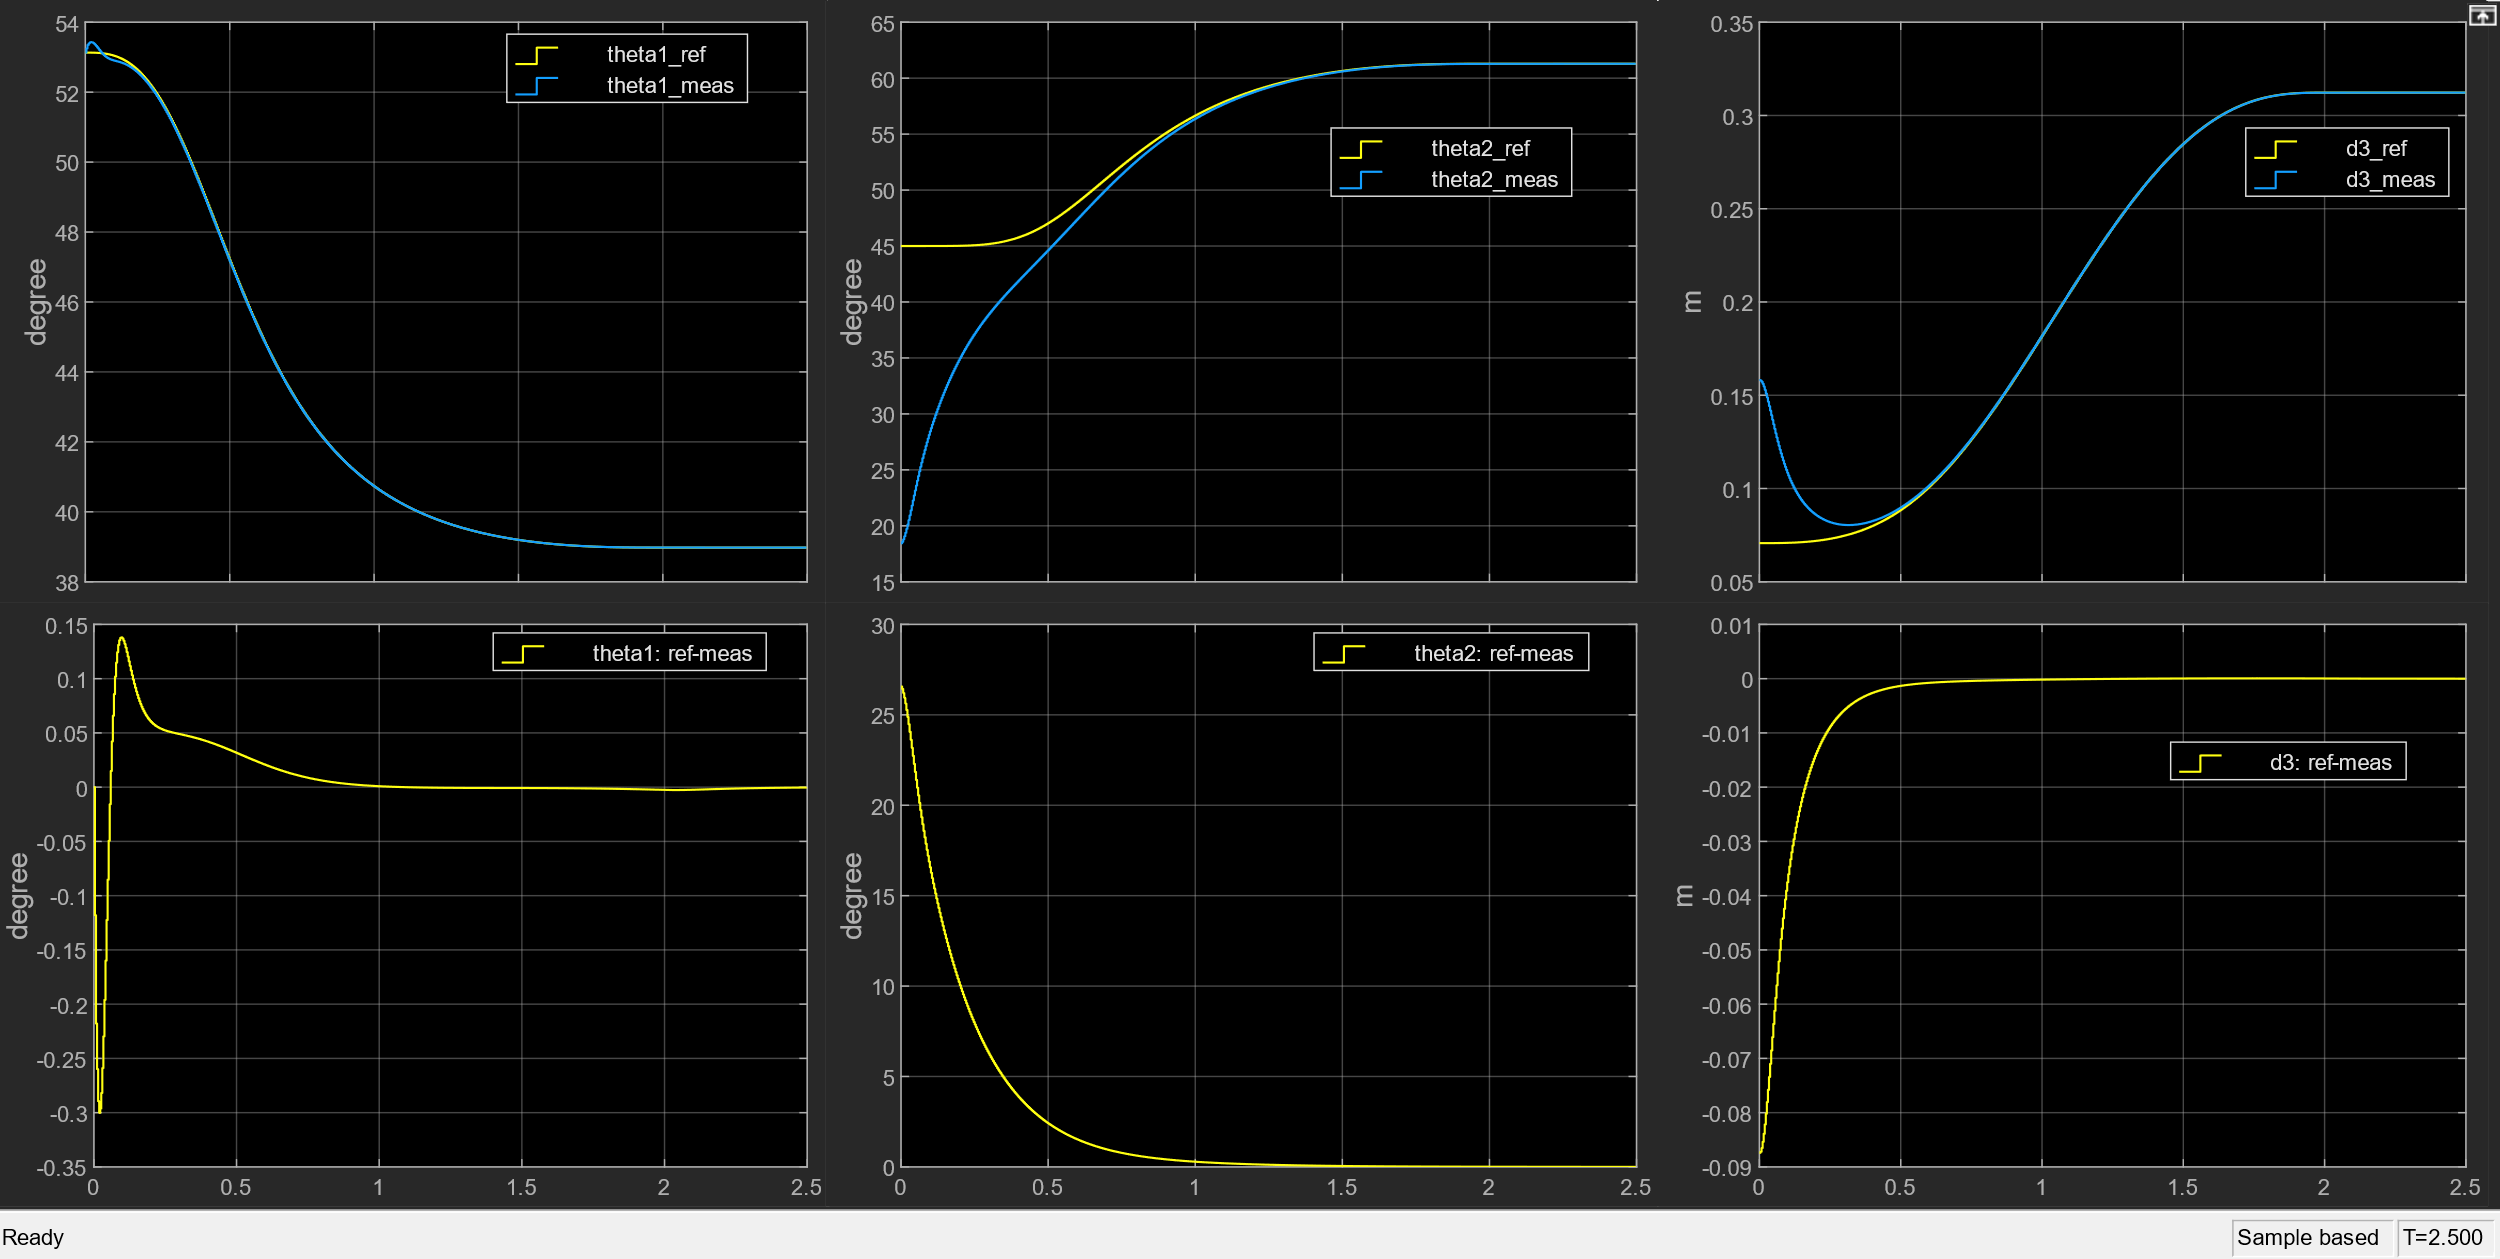 54
52
50
48
46
44
42
40
38
degree
theta1_ref
theta1_meas
65
60
55
50
45
40
35
30
25
20
15
degree
theta2_ref
theta2_meas
0.35
0.3
0.25
0.2
0.15
0.1
0.05
m
d3_ref
d3_meas
0.15
0.1
0.05
0
-0.05
-0.1
-0.15
-0.2
-0.25
-0.3
-0.35
degree
theta1: ref-meas
0 0.5 1 1.5 2 2.5
30
25
20
15
10
5
0
degree
theta2: ref-meas
0 0.5 1 1.5 2 2.5
0.01
0
-0.01
-0.02
-0.03
-0.04
-0.05
-0.06
-0.07
-0.08
-0.09
m
d3: ref-meas
0 0.5 1 1.5 2 2.5
Ready
Sample based T=2.500